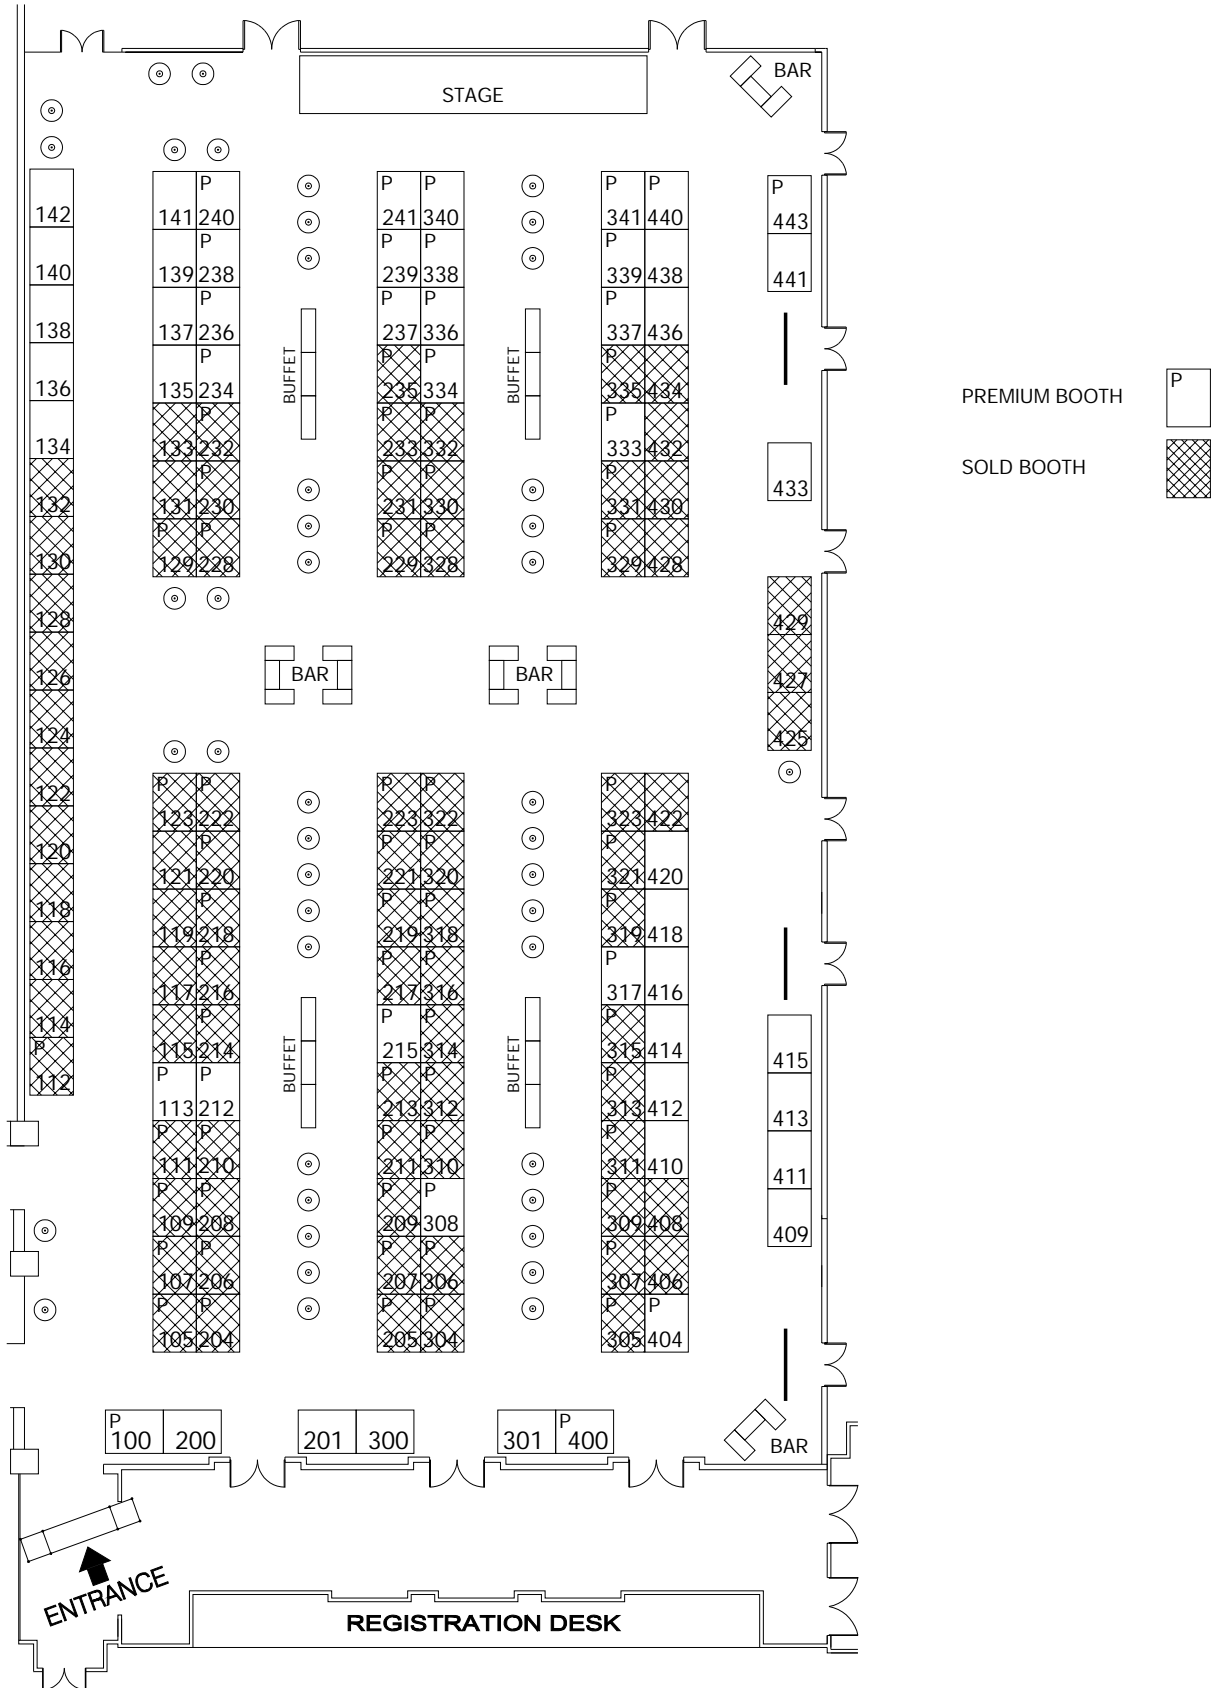 BAR
STAGE
P P P P P P
142 141 240 241 340 341 440 443
P P P
140 139 238 239 338 339 438 441
P P P
138 137 236 237 336 337 436
P P P P
136 135 234 235 334 335 434
BUFFET BUFFET
PREMIUM BOOTH P
P P P P
134 133 232 233 332 333 432
SOLD BOOTH
P P P P
132 131 230 231 330 331 430 433
P P P P P
130 129 228 229 328 329 428
128 429
126 BAR BAR 427
124 425
P P P P P
122 123 222 223 322 323 422
P P P P
120 121 220 221 320 321 420
P P P P
118 119 218 219 318 319 418
P P P P
116 117 216 217 316 317 416
P P P P
114 115 214 215 314 315 414 415
BUFFET BUFFET
P P P P P P
112 113 212 213 312 313 412 413
P P P P P
111 210 211 310 311 410 411
P P P P P
109 208 209 308 309 408 409
P P P P P
107 206 207 306 307 406
P P P P P P
105 204 205 304 305 404
P P
100 200 201 300 301 400 BAR
ENTRANCE
REGISTRATION DESK